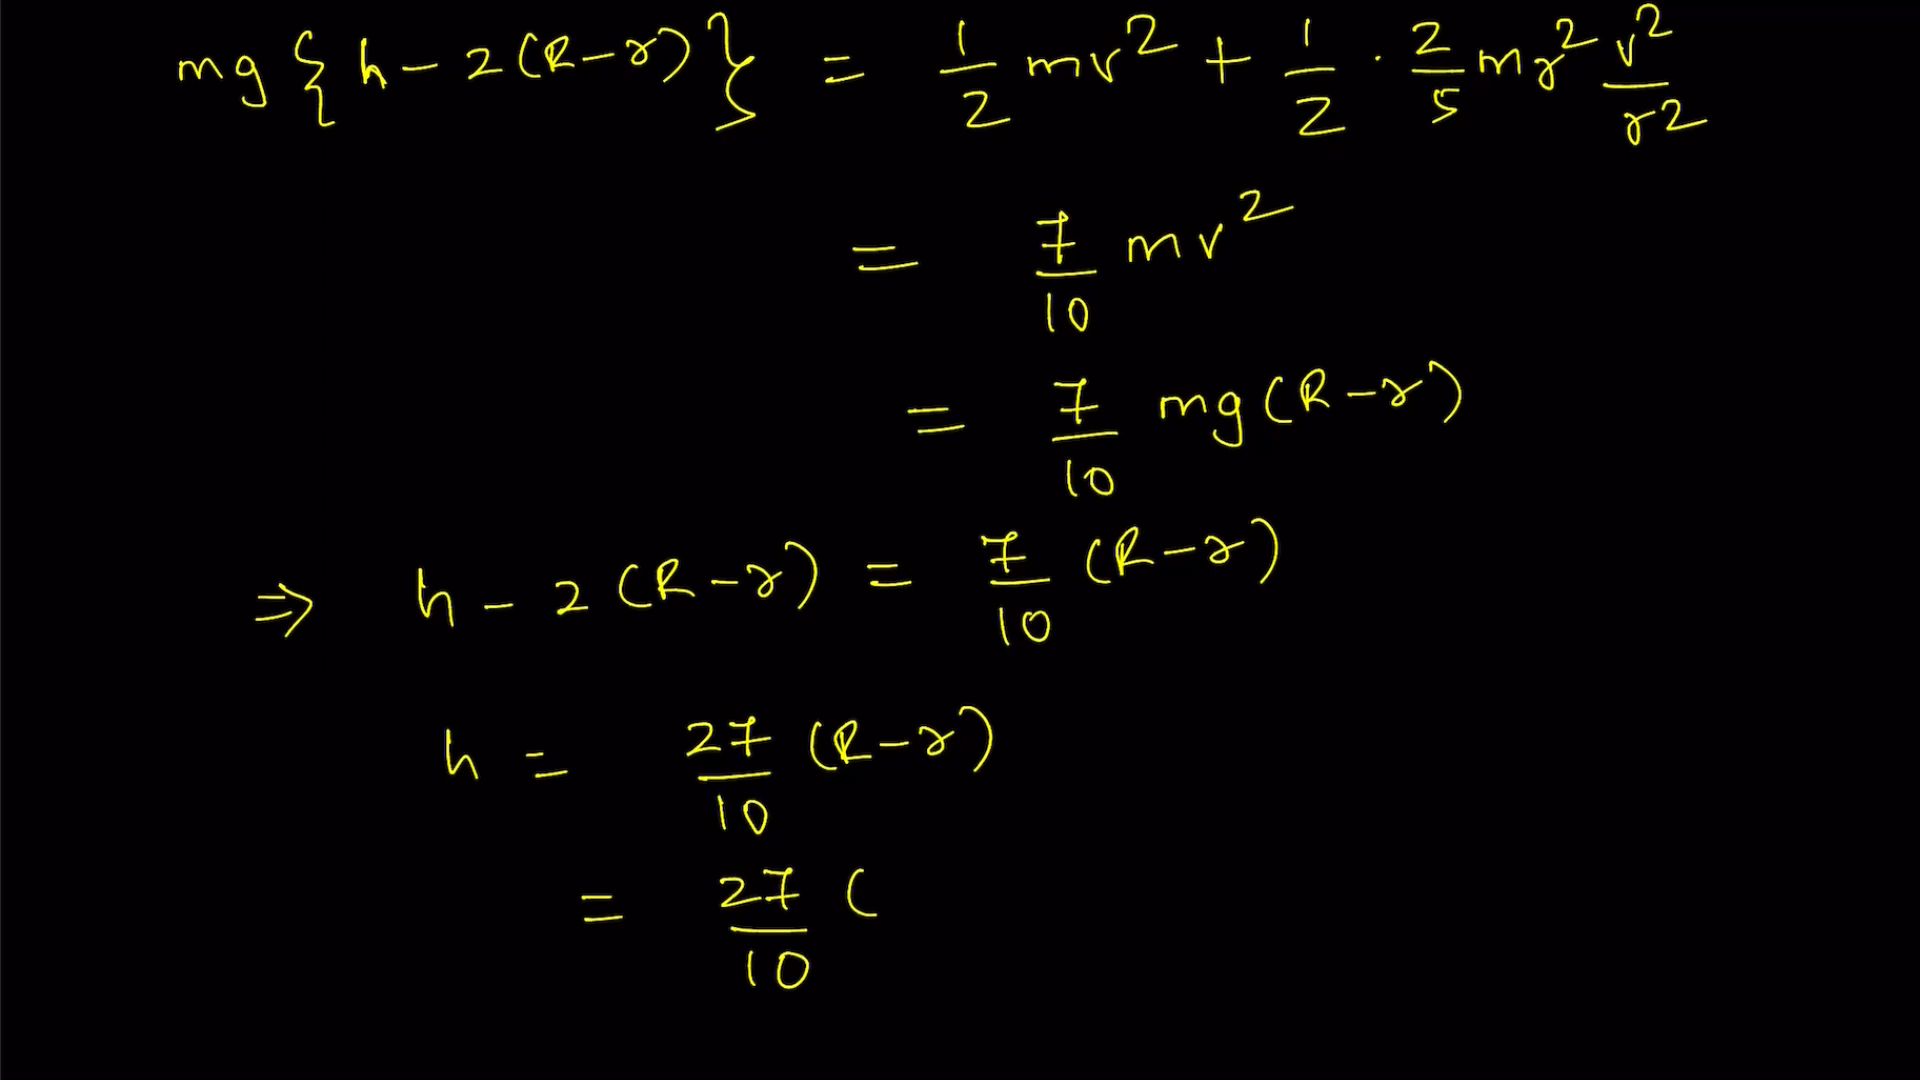 mg{h-2(R-r)} = 1/2 mv² + 1/2 · 2/5 mr² v²/r²
= 7/10 mv²
= 7/10 mg(R-r)
⇒ h-2(R-r) = 7/10 (R-r)
h = 27/10 (R-r)
= 27/10 (